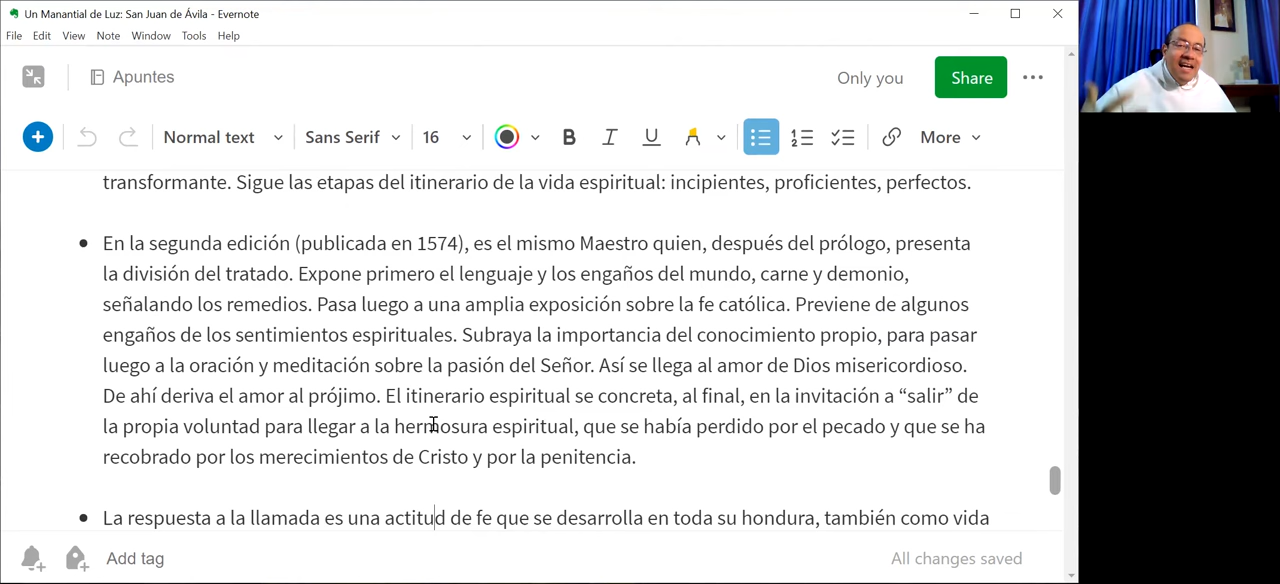 Un Manantial de Luz: San Juan de Ávila - Evernote
File Edit View Note Window Tools Help
Apuntes Only you Share
Normal text Sans Serif 16 B I U A More
transformante. Sigue las etapas del itinerario de la vida espiritual: incipientes, proficientes, perfectos.
• En la segunda edición (publicada en 1574), es el mismo Maestro quien, después del prólogo, presenta
la división del tratado. Expone primero el lenguaje y los engaños del mundo, carne y demonio,
señalando los remedios. Pasa luego a una amplia exposición sobre la fe católica. Previene de algunos
engaños de los sentimientos espirituales. Subraya la importancia del conocimiento propio, para pasar
luego a la oración y meditación sobre la pasión del Señor. Así se llega al amor de Dios misericordioso.
De ahí deriva el amor al prójimo. El itinerario espiritual se concreta, al final, en la invitación a “salir” de
la propia voluntad para llegar a la hermosura espiritual, que se había perdido por el pecado y que se ha
recobrado por los merecimientos de Cristo y por la penitencia.
• La respuesta a la llamada es una actitud de fe que se desarrolla en toda su hondura, también como vida
Add tag All changes saved